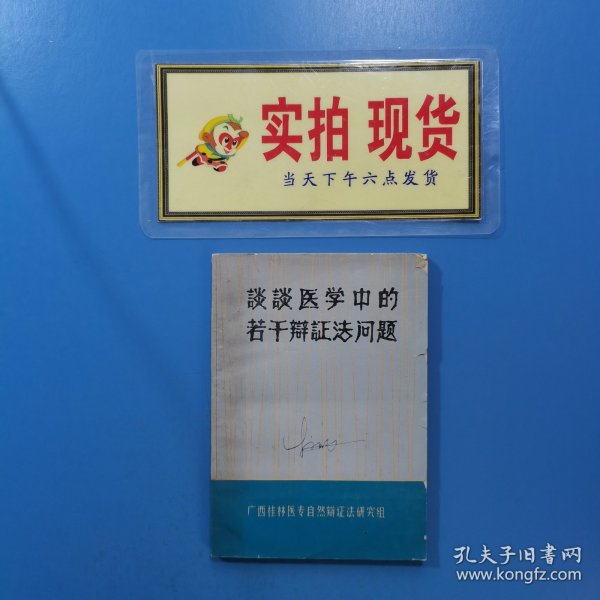 实拍 现货
当天下午六点发货
談談医学中的
若干辯証法问题
广西桂林医专自然辩证法研究组
孔夫子旧書网
www.kongfz.com